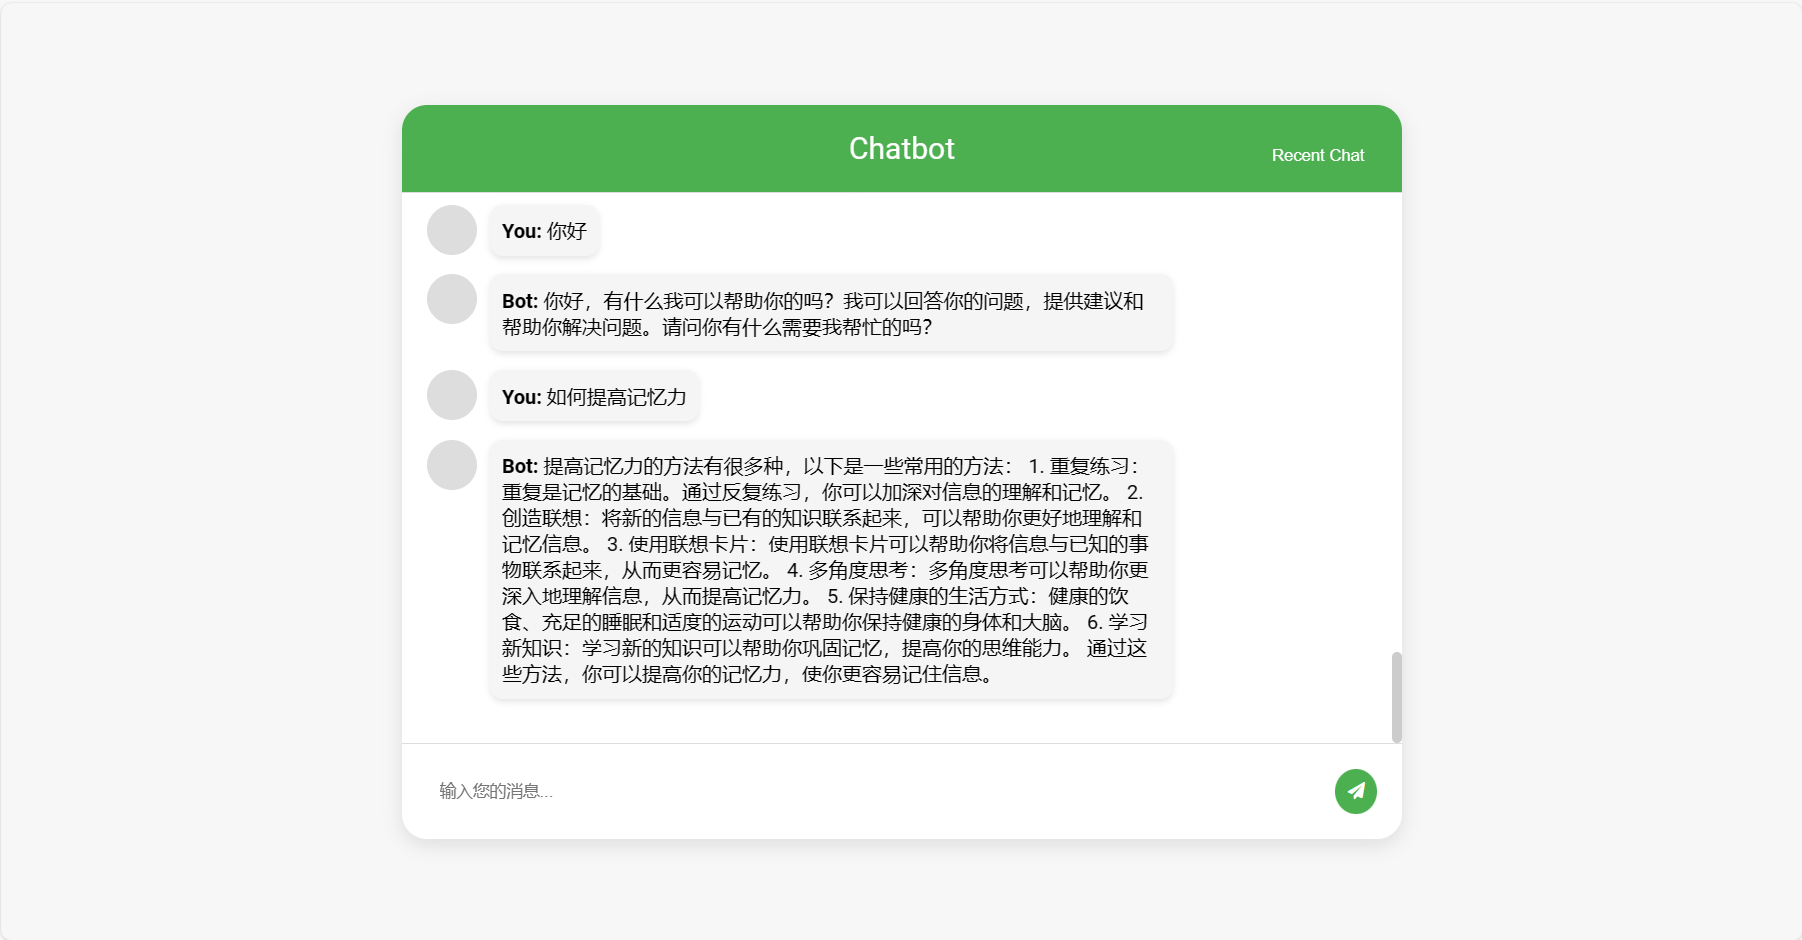 Chatbot
Recent Chat
You: 你好
Bot: 你好，有什么我可以帮助你的吗？我可以回答你的问题，提供建议和
帮助你解决问题。请问你有什么需要我帮忙的吗？
You: 如何提高记忆力
Bot: 提高记忆力的方法有很多种，以下是一些常用的方法： 1. 重复练习：
重复是记忆的基础。通过反复练习，你可以加深对信息的理解和记忆。 2.
创造联想：将新的信息与已有的知识联系起来，可以帮助你更好地理解和
记忆信息。 3. 使用联想卡片：使用联想卡片可以帮助你将信息与已知的事
物联系起来，从而更容易记忆。 4. 多角度思考：多角度思考可以帮助你更
深入地理解信息，从而提高记忆力。 5. 保持健康的生活方式：健康的饮
食、充足的睡眠和适度的运动可以帮助你保持健康的身体和大脑。 6. 学习
新知识：学习新的知识可以帮助你巩固记忆，提高你的思维能力。 通过这
些方法，你可以提高你的记忆力，使你更容易记住信息。
输入您的消息...